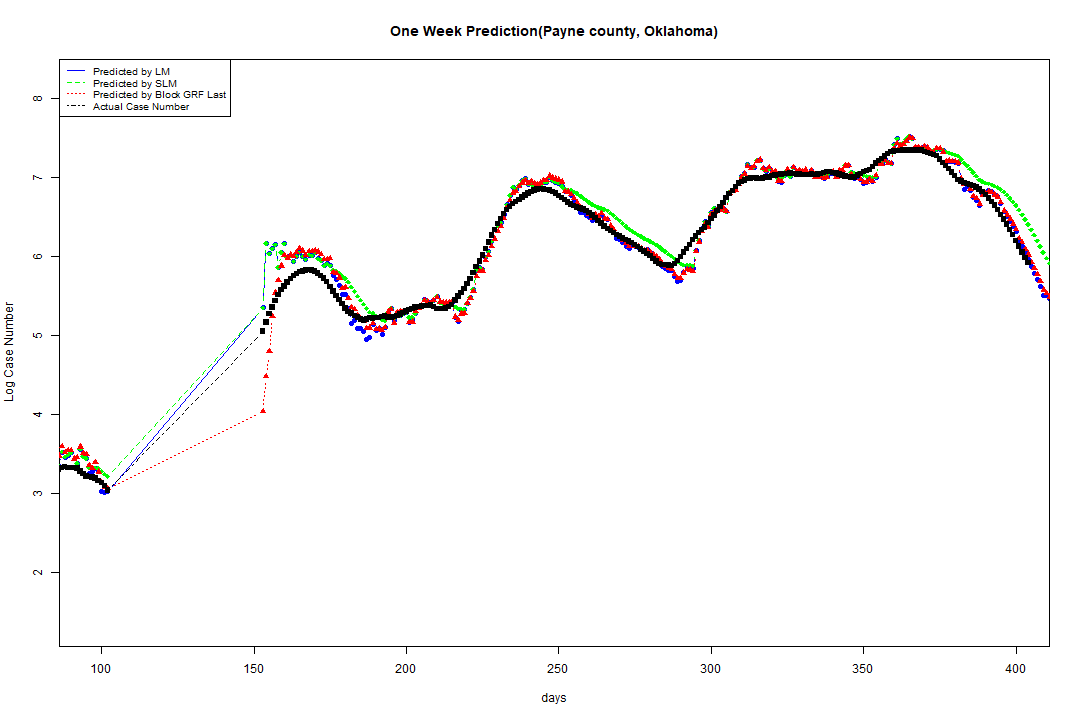 One Week Prediction(Payne county, Oklahoma)
Predicted by LM
Predicted by SLM
Predicted by Block GRF Last
Actual Case Number
8
7
6
5
4
3
2
Log Case Number
100 150 200 250 300 350 400
days